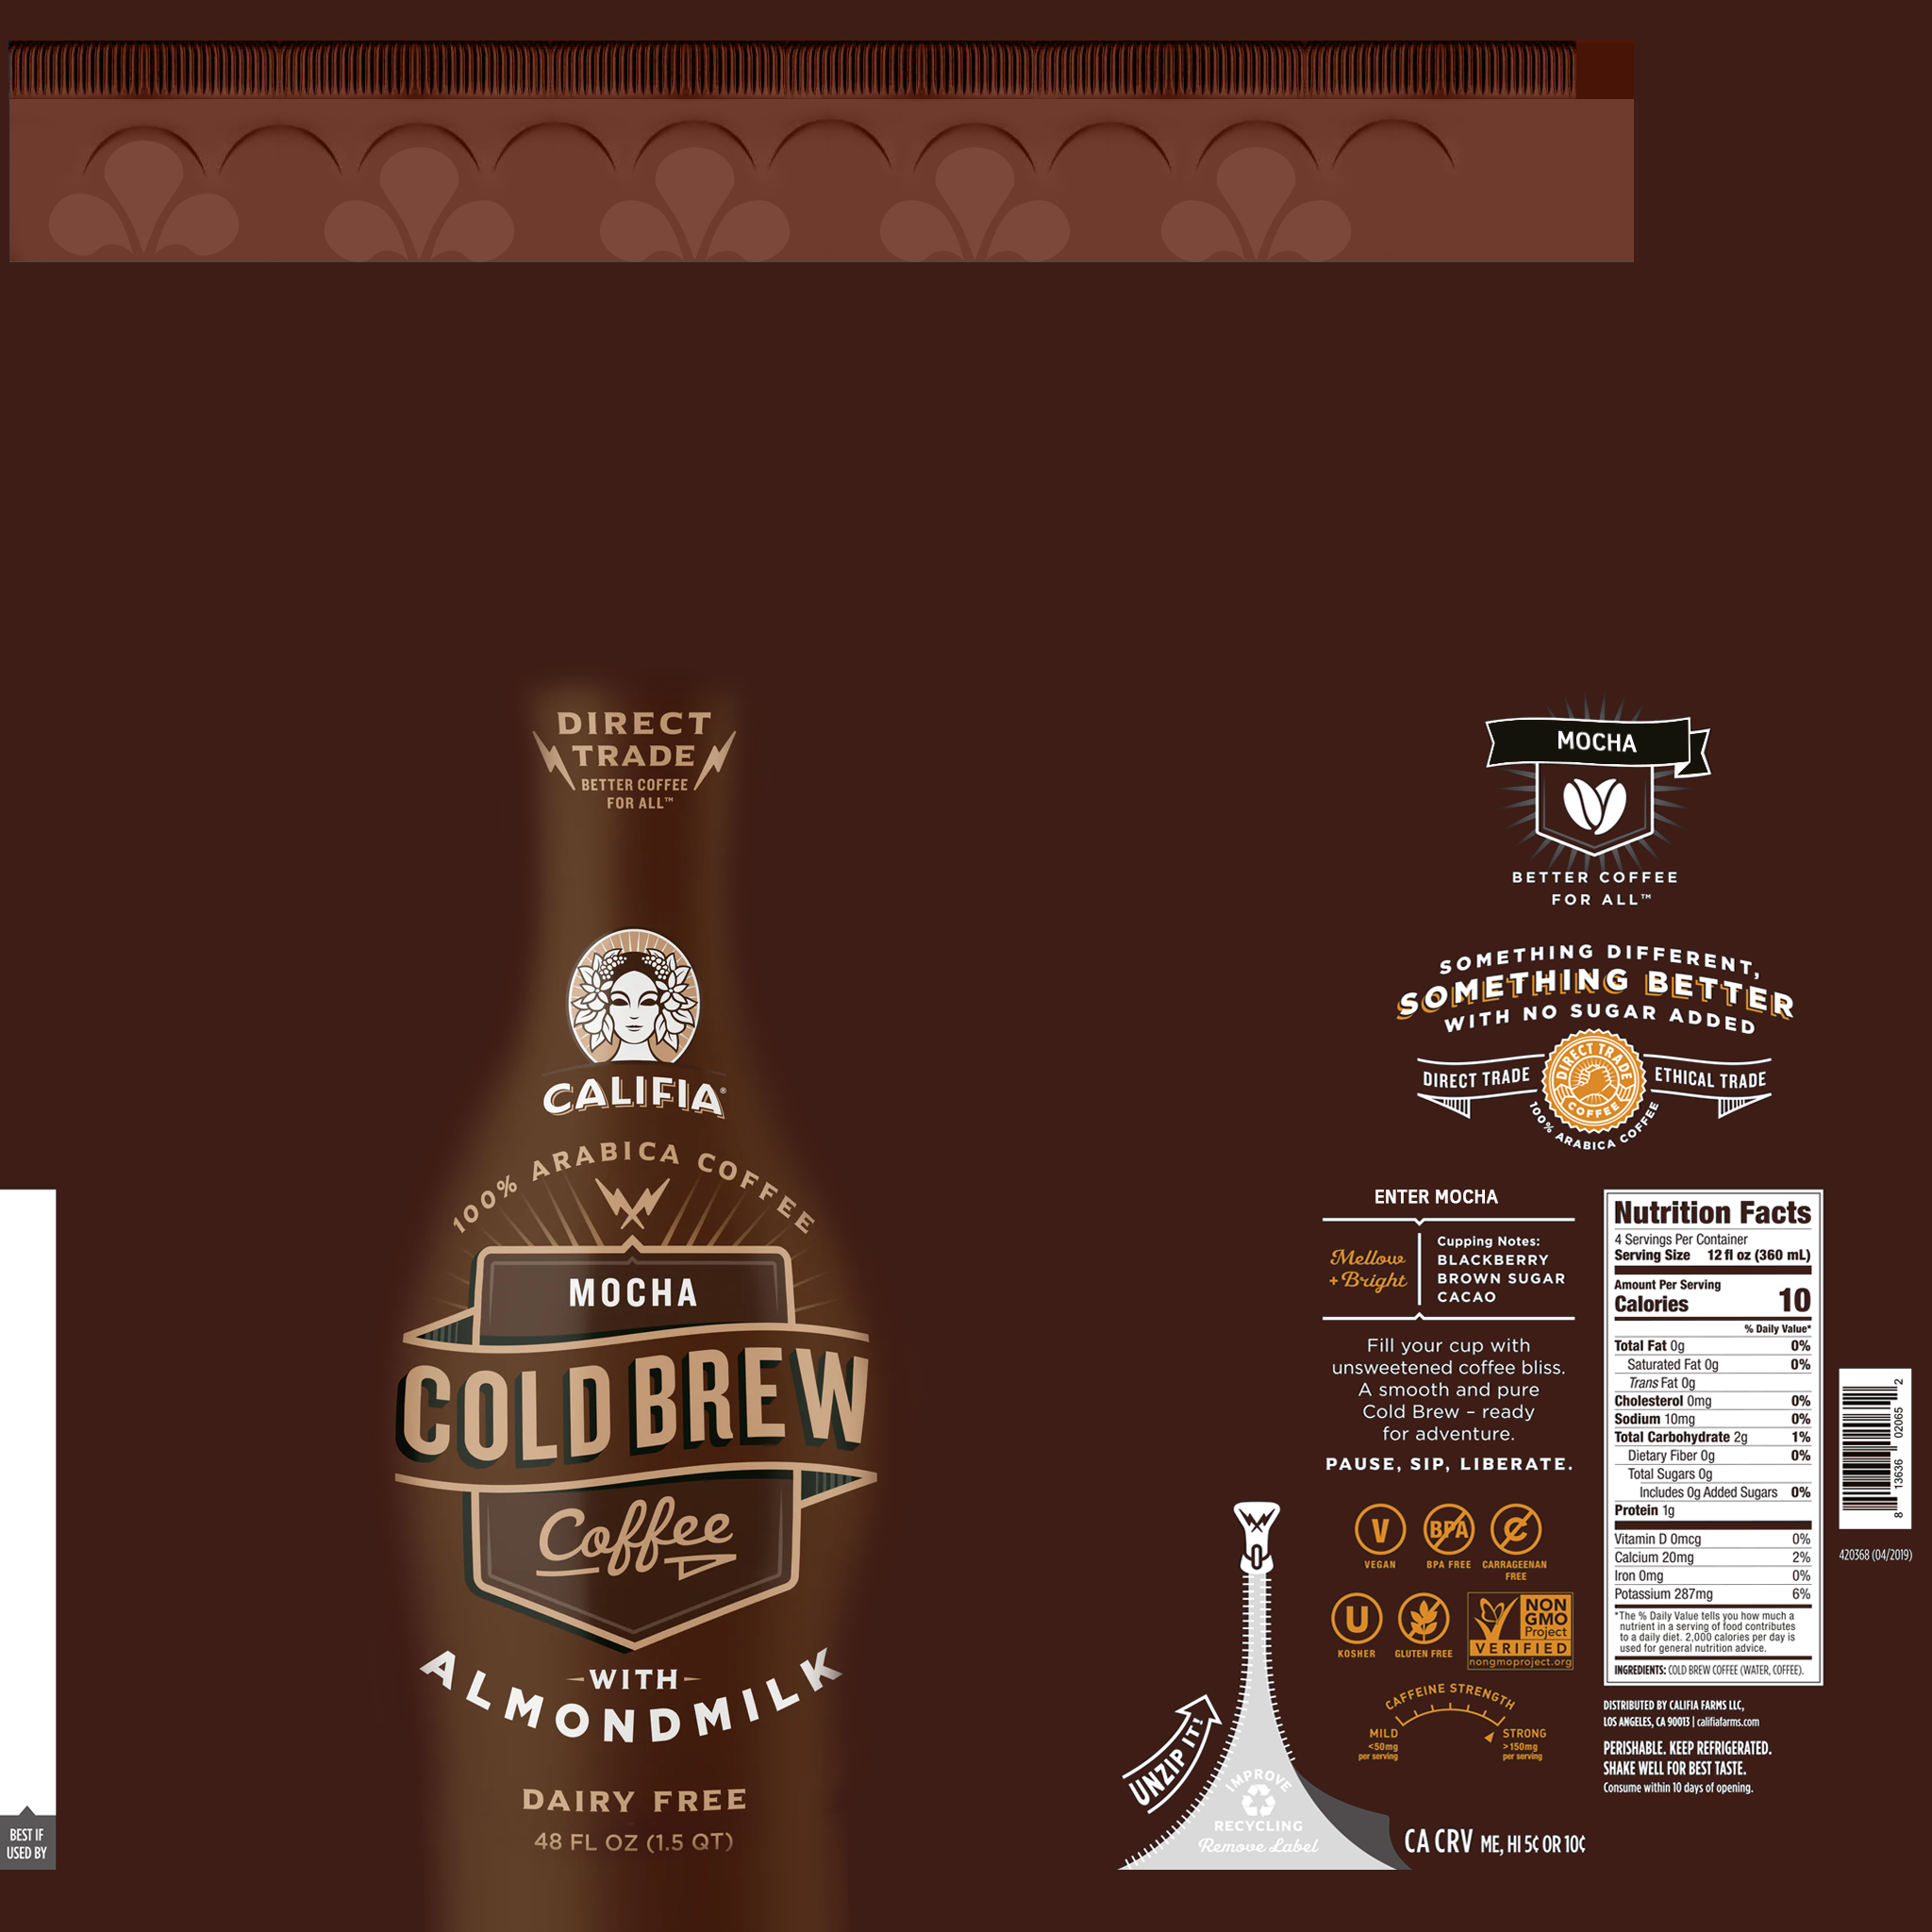 DIRECT
TRADE
BETTER COFFEE
FOR ALL™
CALIFIA®
100% ARABICA COFFEE
MOCHA
COLD BREW
Coffee
WITH
ALMONDMILK
DAIRY FREE
48 FL OZ (1.5 QT)
BEST IF
USED BY
MOCHA
BETTER COFFEE
FOR ALL™
SOMETHING DIFFERENT,
SOMETHING BETTER
WITH NO SUGAR ADDED
DIRECT TRADE
DIRECT TRADE
COFFEE
ETHICAL TRADE
100% ARABICA COFFEE
ENTER MOCHA
Mellow
+ Bright
Cupping Notes:
BLACKBERRY
BROWN SUGAR
CACAO
Fill your cup with
unsweetened coffee bliss.
A smooth and pure
Cold Brew – ready
for adventure.
PAUSE, SIP, LIBERATE.
V
VEGAN
BPA
BPA FREE
C
CARRAGEENAN
FREE
U
KOSHER
GLUTEN FREE
NON
GMO
Project
VERIFIED
nongmoproject.org
CAFFEINE STRENGTH
MILD
<50mg
per serving
STRONG
>150mg
per serving
UNZIP IT!
IMPROVE
RECYCLING
Remove Label
CA CRV ME, HI 5¢ OR 10¢
Nutrition Facts
4 Servings Per Container
Serving Size 12 fl oz (360 mL)
Amount Per Serving
Calories 10
% Daily Value*
Total Fat 0g 0%
Saturated Fat 0g 0%
Trans Fat 0g
Cholesterol 0mg 0%
Sodium 10mg 0%
Total Carbohydrate 2g 1%
Dietary Fiber 0g 0%
Total Sugars 0g
Includes 0g Added Sugars 0%
Protein 1g
Vitamin D 0mcg 0%
Calcium 20mg 2%
Iron 0mg 0%
Potassium 287mg 6%
*The % Daily Value tells you how much a
nutrient in a serving of food contributes
to a daily diet. 2,000 calories per day is
used for general nutrition advice.
INGREDIENTS: COLD BREW COFFEE (WATER, COFFEE).
DISTRIBUTED BY CALIFIA FARMS LLC,
LOS ANGELES, CA 90013 | califiafarms.com
PERISHABLE. KEEP REFRIGERATED.
SHAKE WELL FOR BEST TASTE.
Consume within 10 days of opening.
8 13636 02065 2
420368 (04/2019)